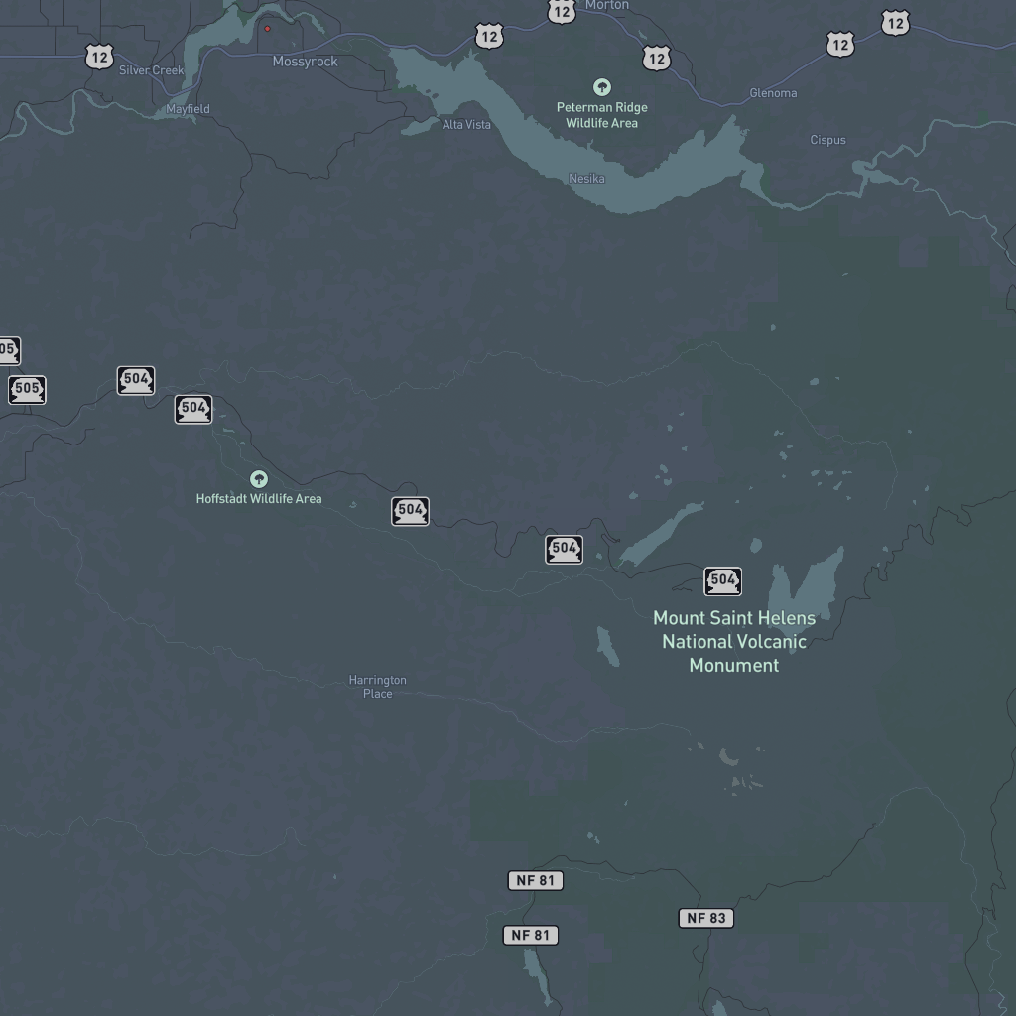 Morton
12
12
12
12
12
12
Silver Creek
Mossyrock
Mayfield
Alta Vista
Peterman Ridge
Wildlife Area
Glenoma
Cispus
Nesika
05
505
504
504
Hoffstadt Wildlife Area
504
504
504
Mount Saint Helens
National Volcanic
Monument
Harrington
Place
NF 81
NF 83
NF 81